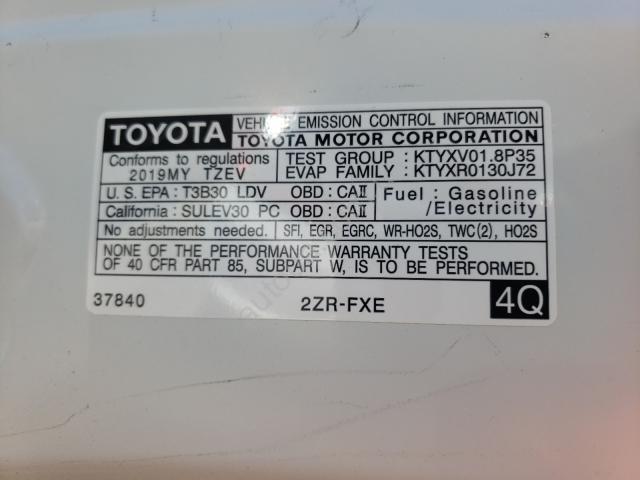 TOYOTA
VEHICLE EMISSION CONTROL INFORMATION
TOYOTA MOTOR CORPORATION
Conforms to regulations
2019MY TZEV
TEST GROUP : KTYXV01.8P35
EVAP FAMILY : KTYXR0130J72
U.S. EPA : T3B30 LDV OBD : CAII
California : SULEV30 PC OBD : CAII
Fuel : Gasoline
/Electricity
No adjustments needed. SFI, EGR, EGRC, WR-HO2S, TWC(2), HO2S
NONE OF THE PERFORMANCE WARRANTY TESTS
OF 40 CFR PART 85, SUBPART W, IS TO BE PERFORMED.
37840 2ZR-FXE 4Q